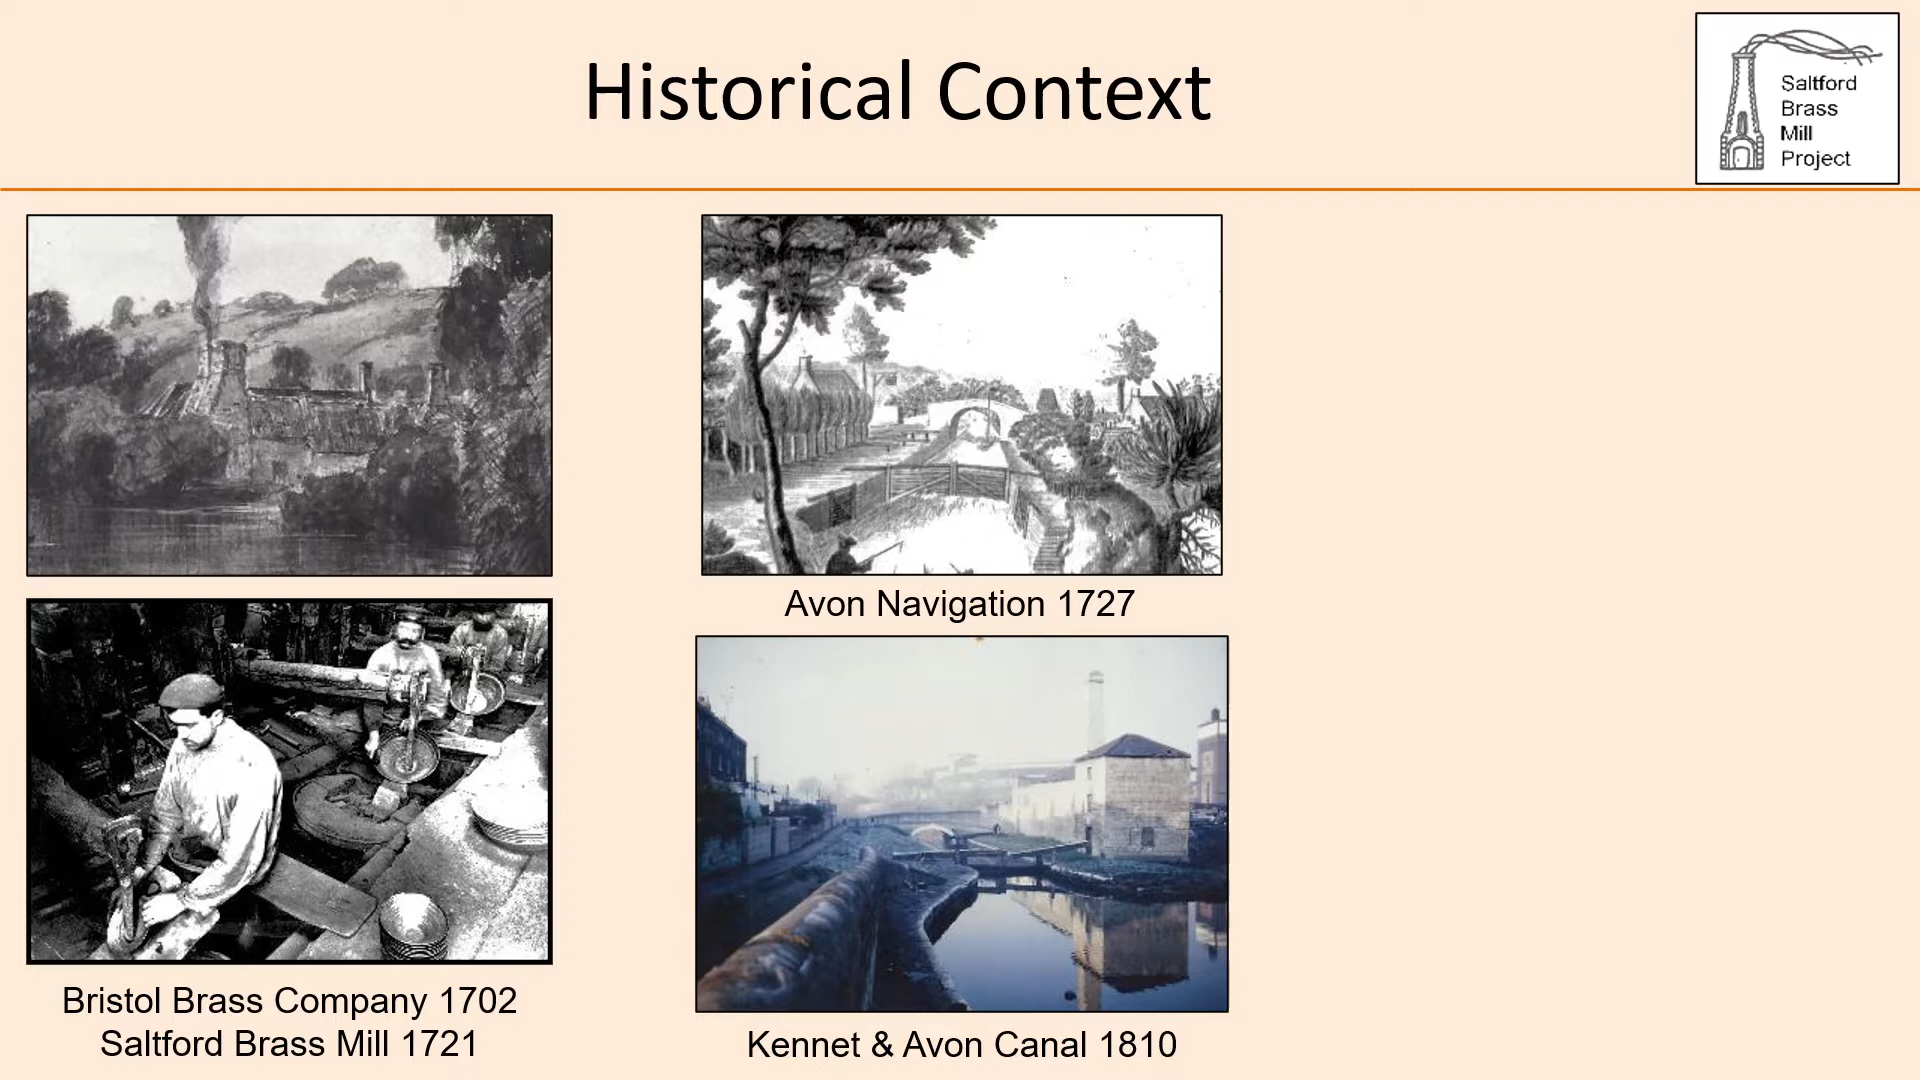 Historical Context
Saltford
Brass
Mill
Project
Avon Navigation 1727
Bristol Brass Company 1702
Saltford Brass Mill 1721
Kennet & Avon Canal 1810